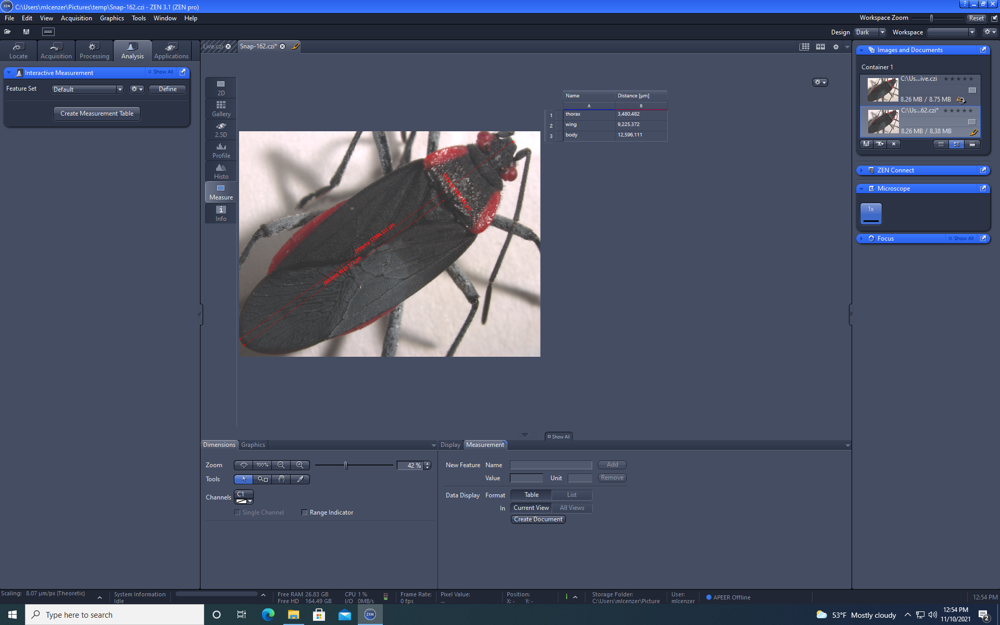 ZEN C:\Users\mlcenzer\Pictures\temp\Snap-162.czi - ZEN 3.1 (ZEN pro)
File Edit View Acquisition Graphics Tools Window Help
Workspace Zoom Reset
Design Dark Workspace
Locate Acquisition Processing Analysis Applications
Live.czi Snap-162.czi*
Interactive Measurement Show All
Feature Set Default Define
Create Measurement Table
2D
Gallery
2.5D
Profile
Histo
Measure
Info
Name Distance [µm]
A B
1 thorax 3,480.482
2 wing 9,225.372
3 body 12,596.111
Distance 12596.111 µm
Distance 9225.372 µm
Images and Documents
Container 1
C:\Us...ive.czi
8.26 MB / 8.75 MB
C:\Us...62.czi*
8.26 MB / 8.38 MB
ZEN Connect
Microscope
1x
Focus Show All
Show All
Dimensions Graphics
Zoom 100% 42 %
Tools
Channels C1
Single Channel Range Indicator
Display Measurement
New Feature Name Add
Value Unit Remove
Data Display Format Table List
In Current View All Views
Create Document
Scaling: 8.07 µm/px (Theoretic)
System Information:
Idle
Free RAM 26.83 GB
Free HD 164.49 GB
CPU 1 %
I/O 0MB/s
Frame Rate:
0 fps
Pixel Value:
--
Position:
X: - Y: -
Storage Folder:
C:\Users\mlcenzer\Picture
User:
mlcenzer
APEER Offline
12:54 PM
Type here to search
ZEN
53°F Mostly cloudy
12:54 PM
11/10/2021
2